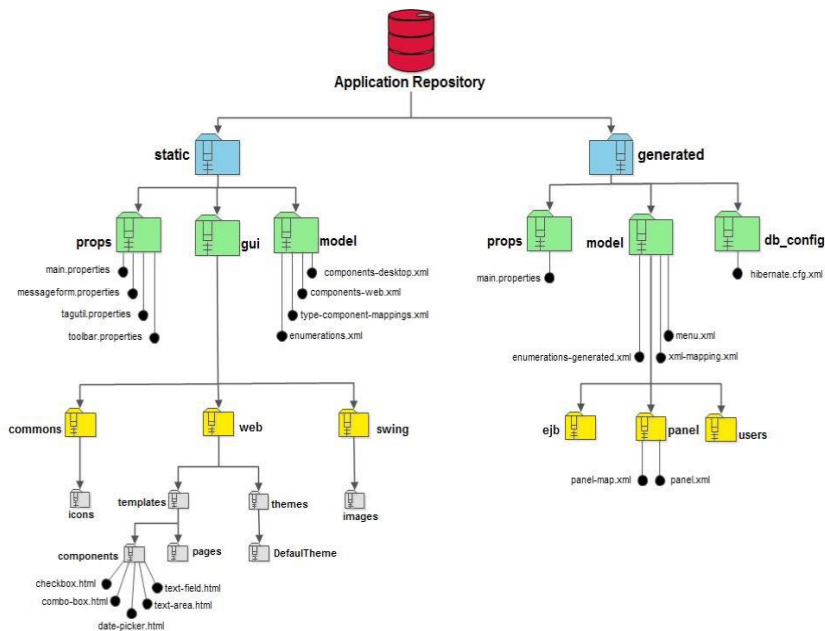 Application Repository
static
generated
props
gui
model
props
model
db_config
main.properties
messageform.properties
tagutil.properties
toolbar.properties
components-desktop.xml
components-web.xml
type-component-mappings.xml
enumerations.xml
main.properties
hibernate.cfg.xml
menu.xml
enumerations-generated.xml
xml-mapping.xml
commons
web
swing
ejb
panel
users
panel-map.xml
panel.xml
icons
templates
themes
images
components
pages
DefaulTheme
checkbox.html
combo-box.html
date-picker.html
text-area.html
text-field.html